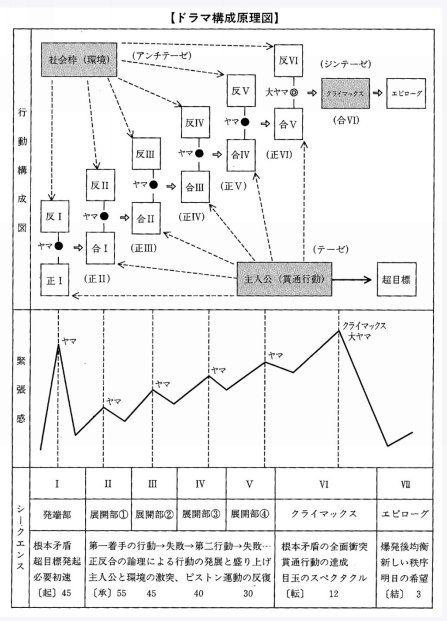 【ドラマ構成原理図】
行動構成図
社会枠（環境）
(アンチテーゼ)
反Ⅵ
(ジンテーゼ)
大ヤマ
クライマックス
エピローグ
(合Ⅵ)
反Ⅴ
ヤマ
合Ⅴ
(正Ⅵ)
反Ⅳ
ヤマ
合Ⅳ
(正Ⅴ)
反Ⅲ
ヤマ
合Ⅲ
(正Ⅳ)
反Ⅱ
ヤマ
合Ⅱ
(正Ⅲ)
反Ⅰ
ヤマ
合Ⅰ
(正Ⅱ)
正Ⅰ
(テーゼ)
主人公（貫通行動）
超目標
緊張感
ヤマ
ヤマ
ヤマ
ヤマ
ヤマ
クライマックス
大ヤマ
シークエンス
Ⅰ Ⅱ Ⅲ Ⅳ Ⅴ Ⅵ Ⅶ
発端部 展開部① 展開部② 展開部③ 展開部④ クライマックス エピローグ
根本矛盾
超目標発起
必要初速
［起］45
第一着手の行動→失敗→第二行動→失敗…
正反合の論理による行動の発展と盛り上げ
主人公と環境の激突、ピストン運動の反復
［承］55 45 40 30
根本矛盾の全面衝突
貫通行動の達成
目玉のスペクタクル
［転］ 12
爆発後均衡
新しい秩序
明日の希望
［結］ 3